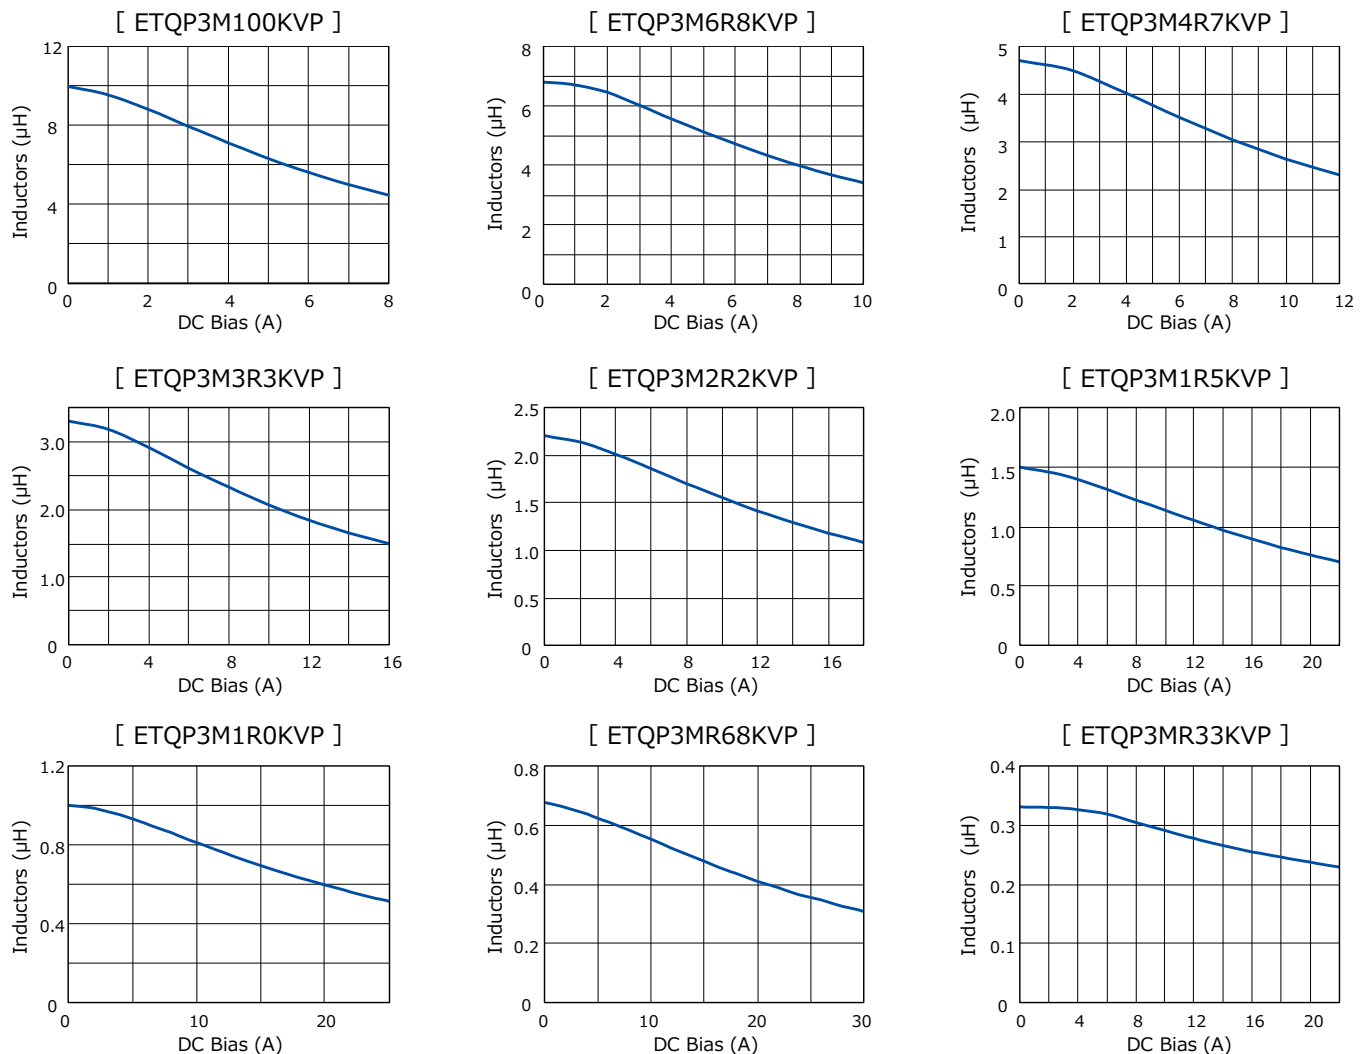 [ ETQP3M100KVP ]
12
8
4
0
Inductors (μH)
0 2 4 6 8
DC Bias (A)
[ ETQP3M6R8KVP ]
8
6
4
2
0
Inductors (μH)
0 2 4 6 8 10
DC Bias (A)
[ ETQP3M4R7KVP ]
5
4
3
2
1
0
Inductors (μH)
0 2 4 6 8 10 12
DC Bias (A)
[ ETQP3M3R3KVP ]
3.0
2.0
1.0
0
Inductors (μH)
0 4 8 12 16
DC Bias (A)
[ ETQP3M2R2KVP ]
2.5
2.0
1.5
1.0
0.5
0
Inductors (μH)
0 4 8 12 16
DC Bias (A)
[ ETQP3M1R5KVP ]
2.0
1.5
1.0
0.5
0
Inductors (μH)
0 4 8 12 16 20
DC Bias (A)
[ ETQP3M1R0KVP ]
1.2
0.8
0.4
0
Inductors (μH)
0 10 20
DC Bias (A)
[ ETQP3MR68KVP ]
0.8
0.6
0.4
0.2
0
Inductors (μH)
0 10 20 30
DC Bias (A)
[ ETQP3MR33KVP ]
0.4
0.3
0.2
0.1
0
Inductors (μH)
0 4 8 12 16 20
DC Bias (A)